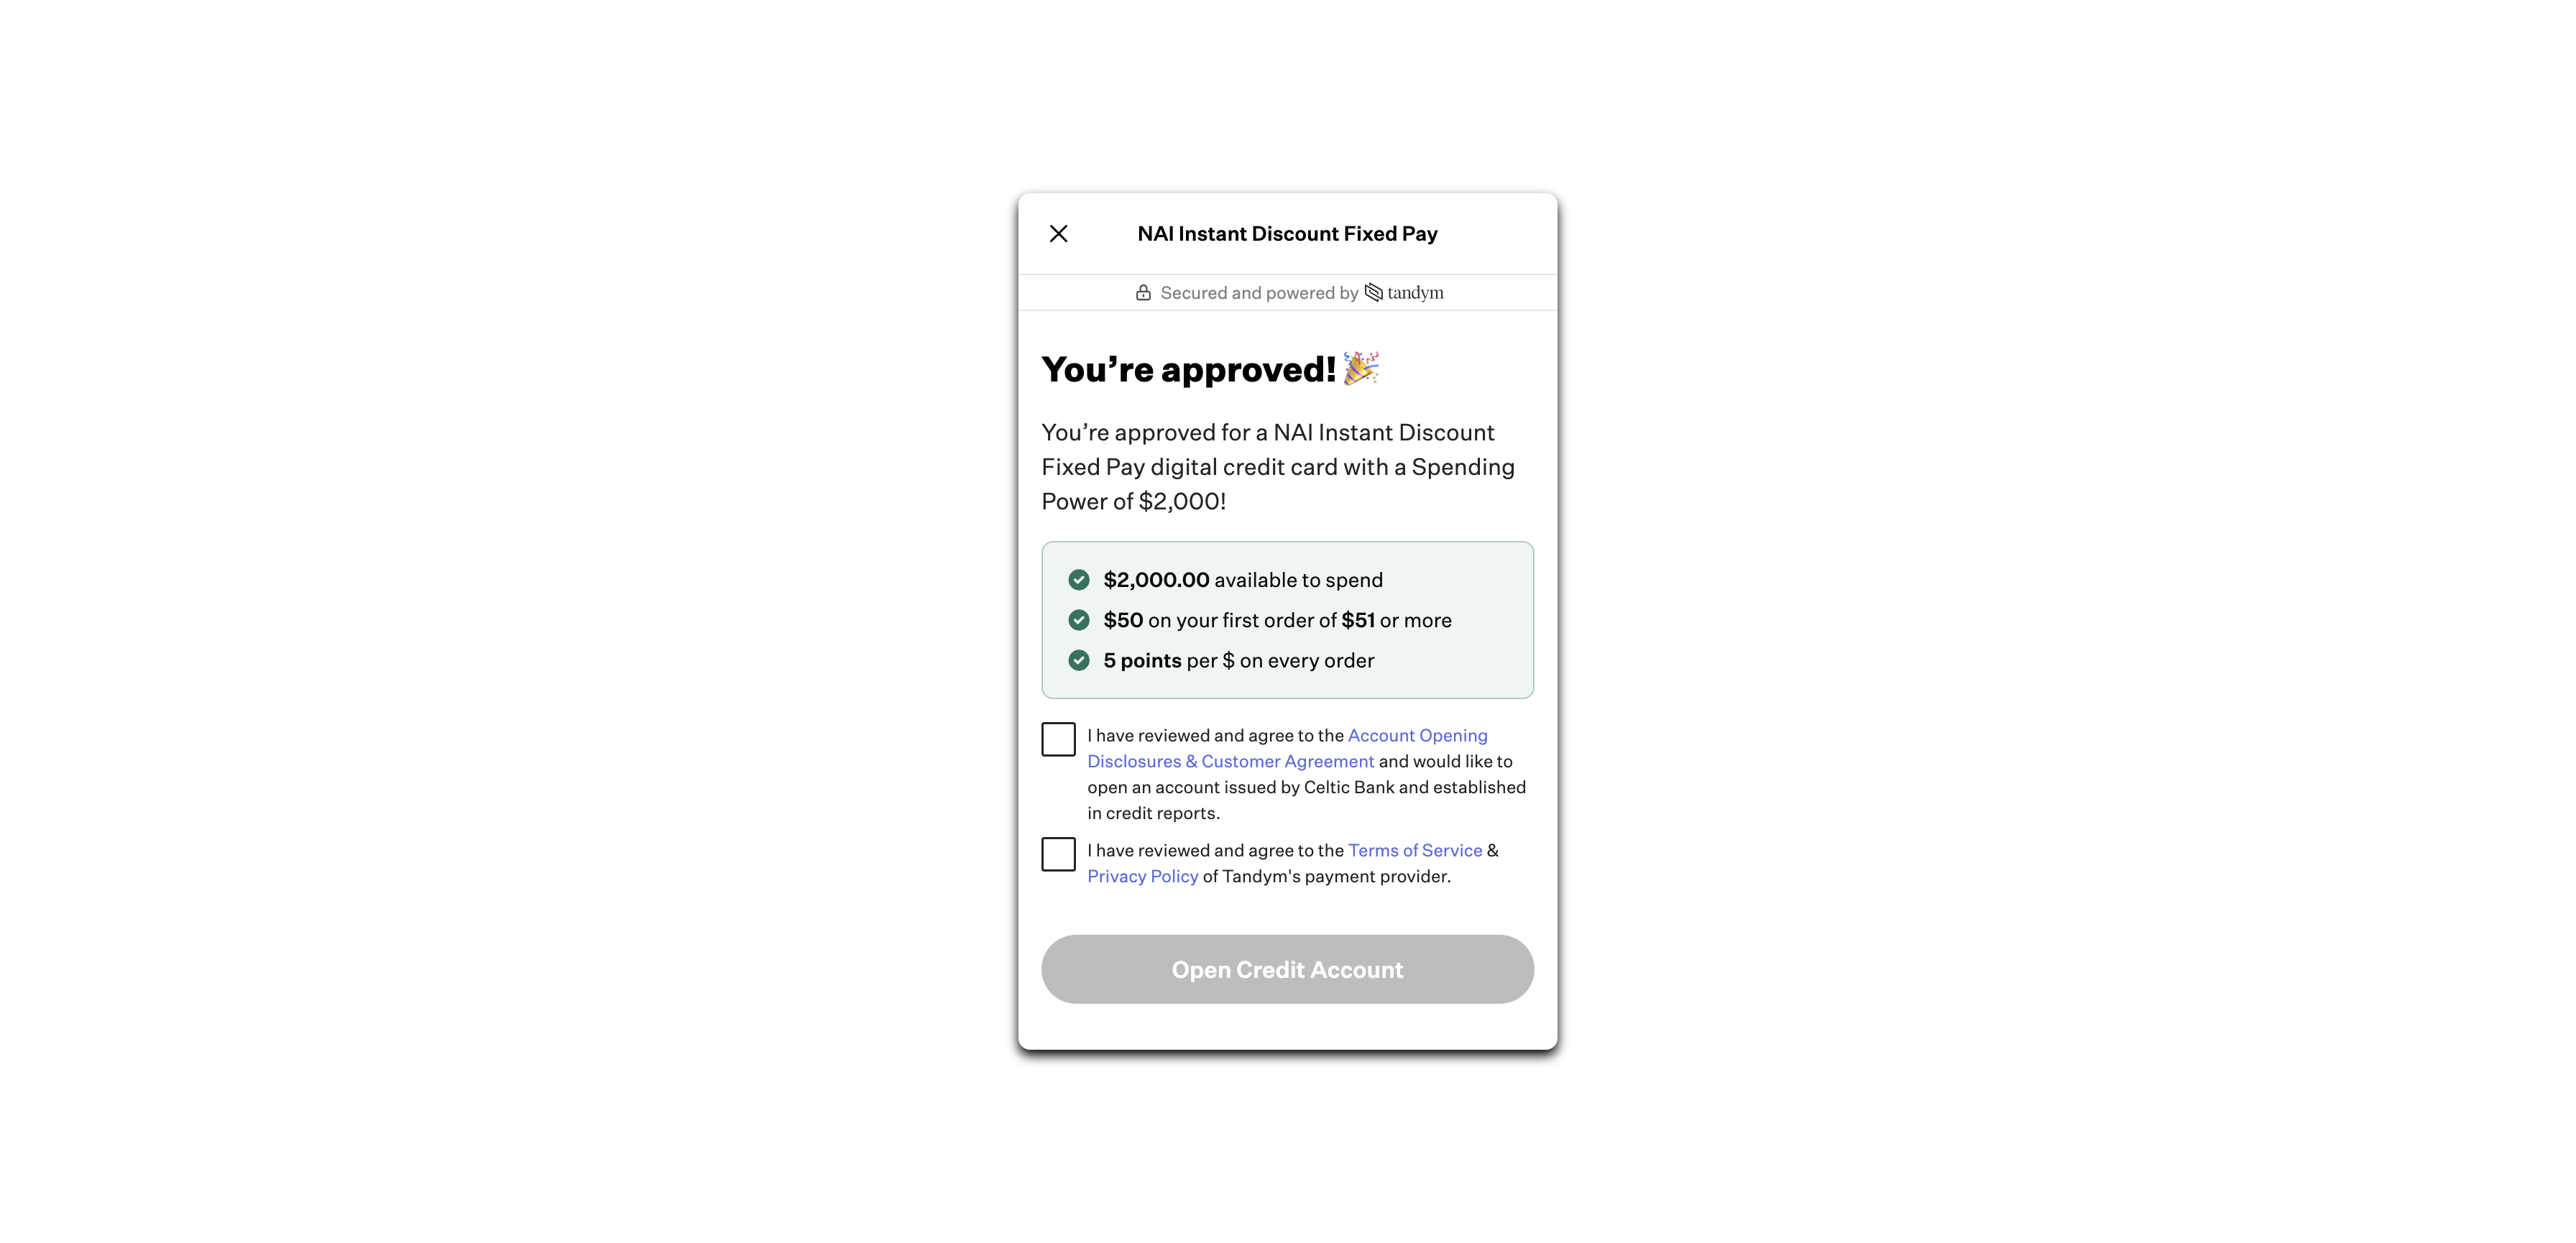 NAI Instant Discount Fixed Pay
Secured and powered by tandym
You’re approved! 🎉
You’re approved for a NAI Instant Discount
Fixed Pay digital credit card with a Spending
Power of $2,000!
$2,000.00 available to spend
$50 on your first order of $51 or more
5 points per $ on every order
I have reviewed and agree to the Account Opening
Disclosures & Customer Agreement and would like to
open an account issued by Celtic Bank and established
in credit reports.
I have reviewed and agree to the Terms of Service &
Privacy Policy of Tandym's payment provider.
Open Credit Account